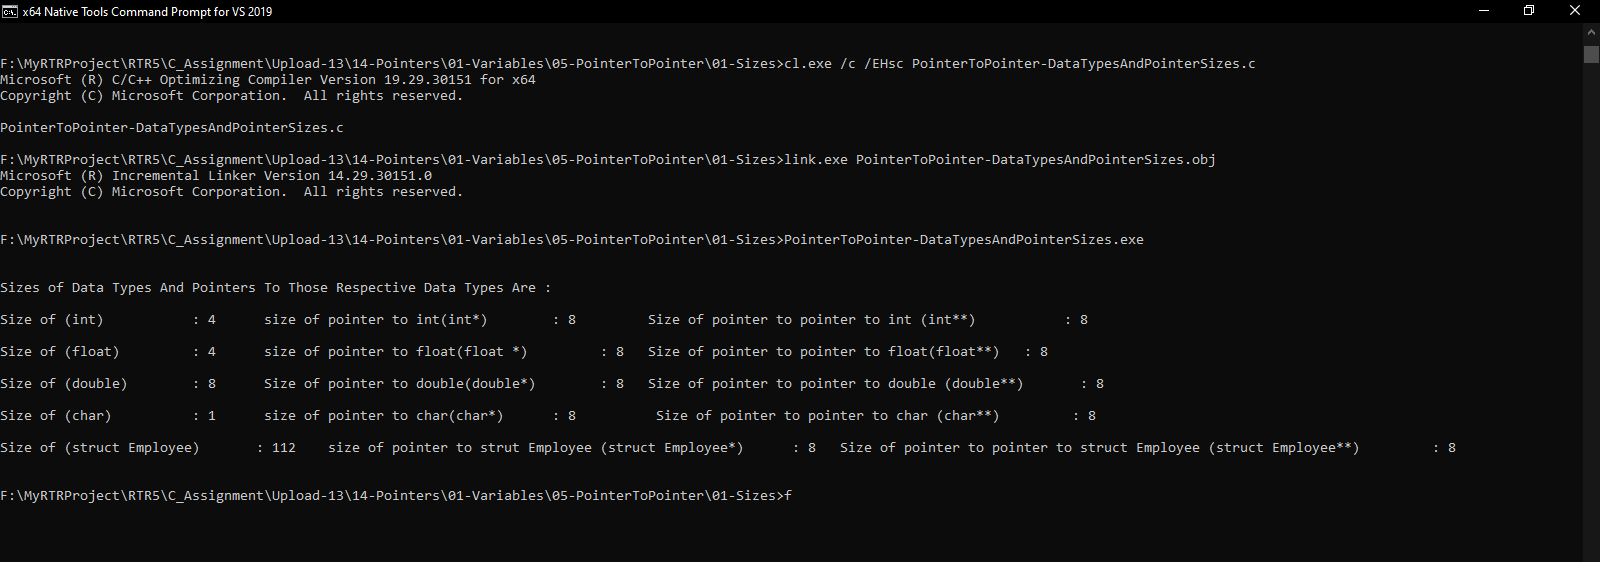 x64 Native Tools Command Prompt for VS 2019
F:\MyRTRProject\RTR5\C_Assignment\Upload-13\14-Pointers\01-Variables\05-PointerToPointer\01-Sizes>cl.exe /c /EHsc PointerToPointer-DataTypesAndPointerSizes.c
Microsoft (R) C/C++ Optimizing Compiler Version 19.29.30151 for x64
Copyright (C) Microsoft Corporation.  All rights reserved.
PointerToPointer-DataTypesAndPointerSizes.c
F:\MyRTRProject\RTR5\C_Assignment\Upload-13\14-Pointers\01-Variables\05-PointerToPointer\01-Sizes>link.exe PointerToPointer-DataTypesAndPointerSizes.obj
Microsoft (R) Incremental Linker Version 14.29.30151.0
Copyright (C) Microsoft Corporation.  All rights reserved.
F:\MyRTRProject\RTR5\C_Assignment\Upload-13\14-Pointers\01-Variables\05-PointerToPointer\01-Sizes>PointerToPointer-DataTypesAndPointerSizes.exe
Sizes of Data Types And Pointers To Those Respective Data Types Are :
Size of (int)           : 4      size of pointer to int(int*)        : 8         Size of pointer to pointer to int (int**)           : 8
Size of (float)         : 4      size of pointer to float(float *)         : 8   Size of pointer to pointer to float(float**)   : 8
Size of (double)        : 8      Size of pointer to double(double*)        : 8   Size of pointer to pointer to double (double**)       : 8
Size of (char)          : 1      size of pointer to char(char*)      : 8          Size of pointer to pointer to char (char**)         : 8
Size of (struct Employee)       : 112    size of pointer to strut Employee (struct Employee*)      : 8   Size of pointer to pointer to struct Employee (struct Employee**)         : 8
F:\MyRTRProject\RTR5\C_Assignment\Upload-13\14-Pointers\01-Variables\05-PointerToPointer\01-Sizes>f